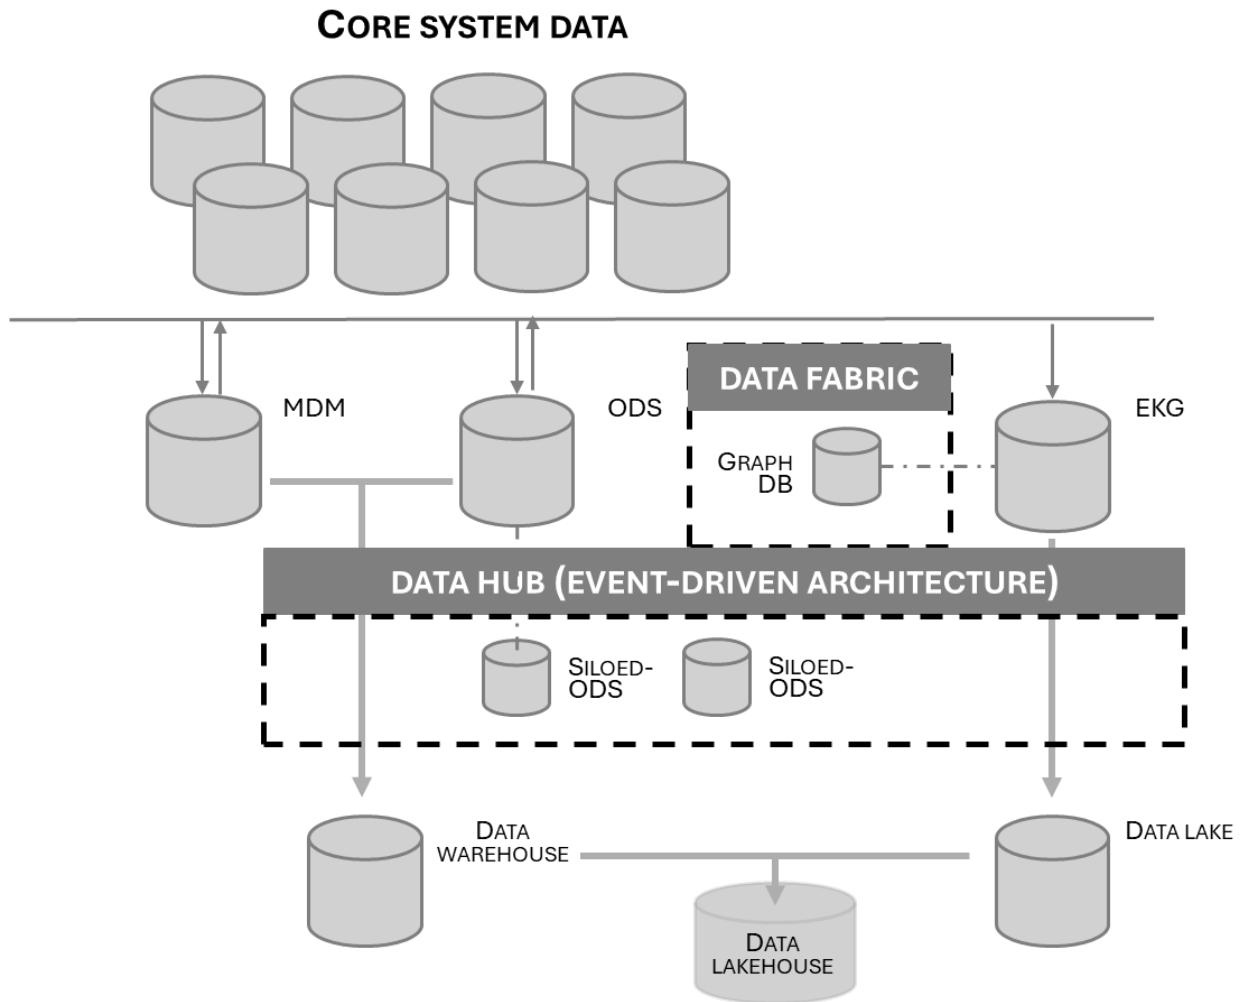 CORE SYSTEM DATA
MDM
ODS
DATA FABRIC
EKG
GRAPH
DB
DATA HUB (EVENT-DRIVEN ARCHITECTURE)
SILOED-
ODS
SILOED-
ODS
DATA
WAREHOUSE
DATA LAKE
DATA
LAKEHOUSE